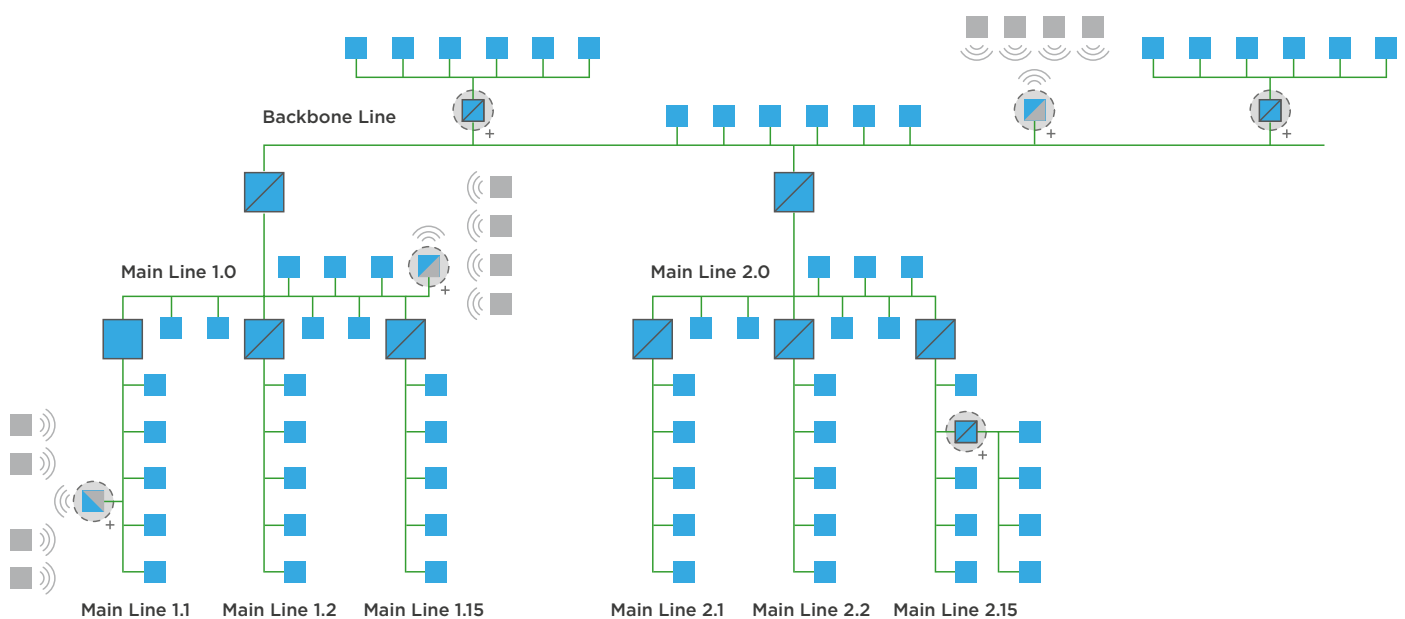 Backbone Line
+
+
+
Main Line 1.0
+
Main Line 2.0
+
+
Main Line 1.1
Main Line 1.2
Main Line 1.15
Main Line 2.1
Main Line 2.2
Main Line 2.15